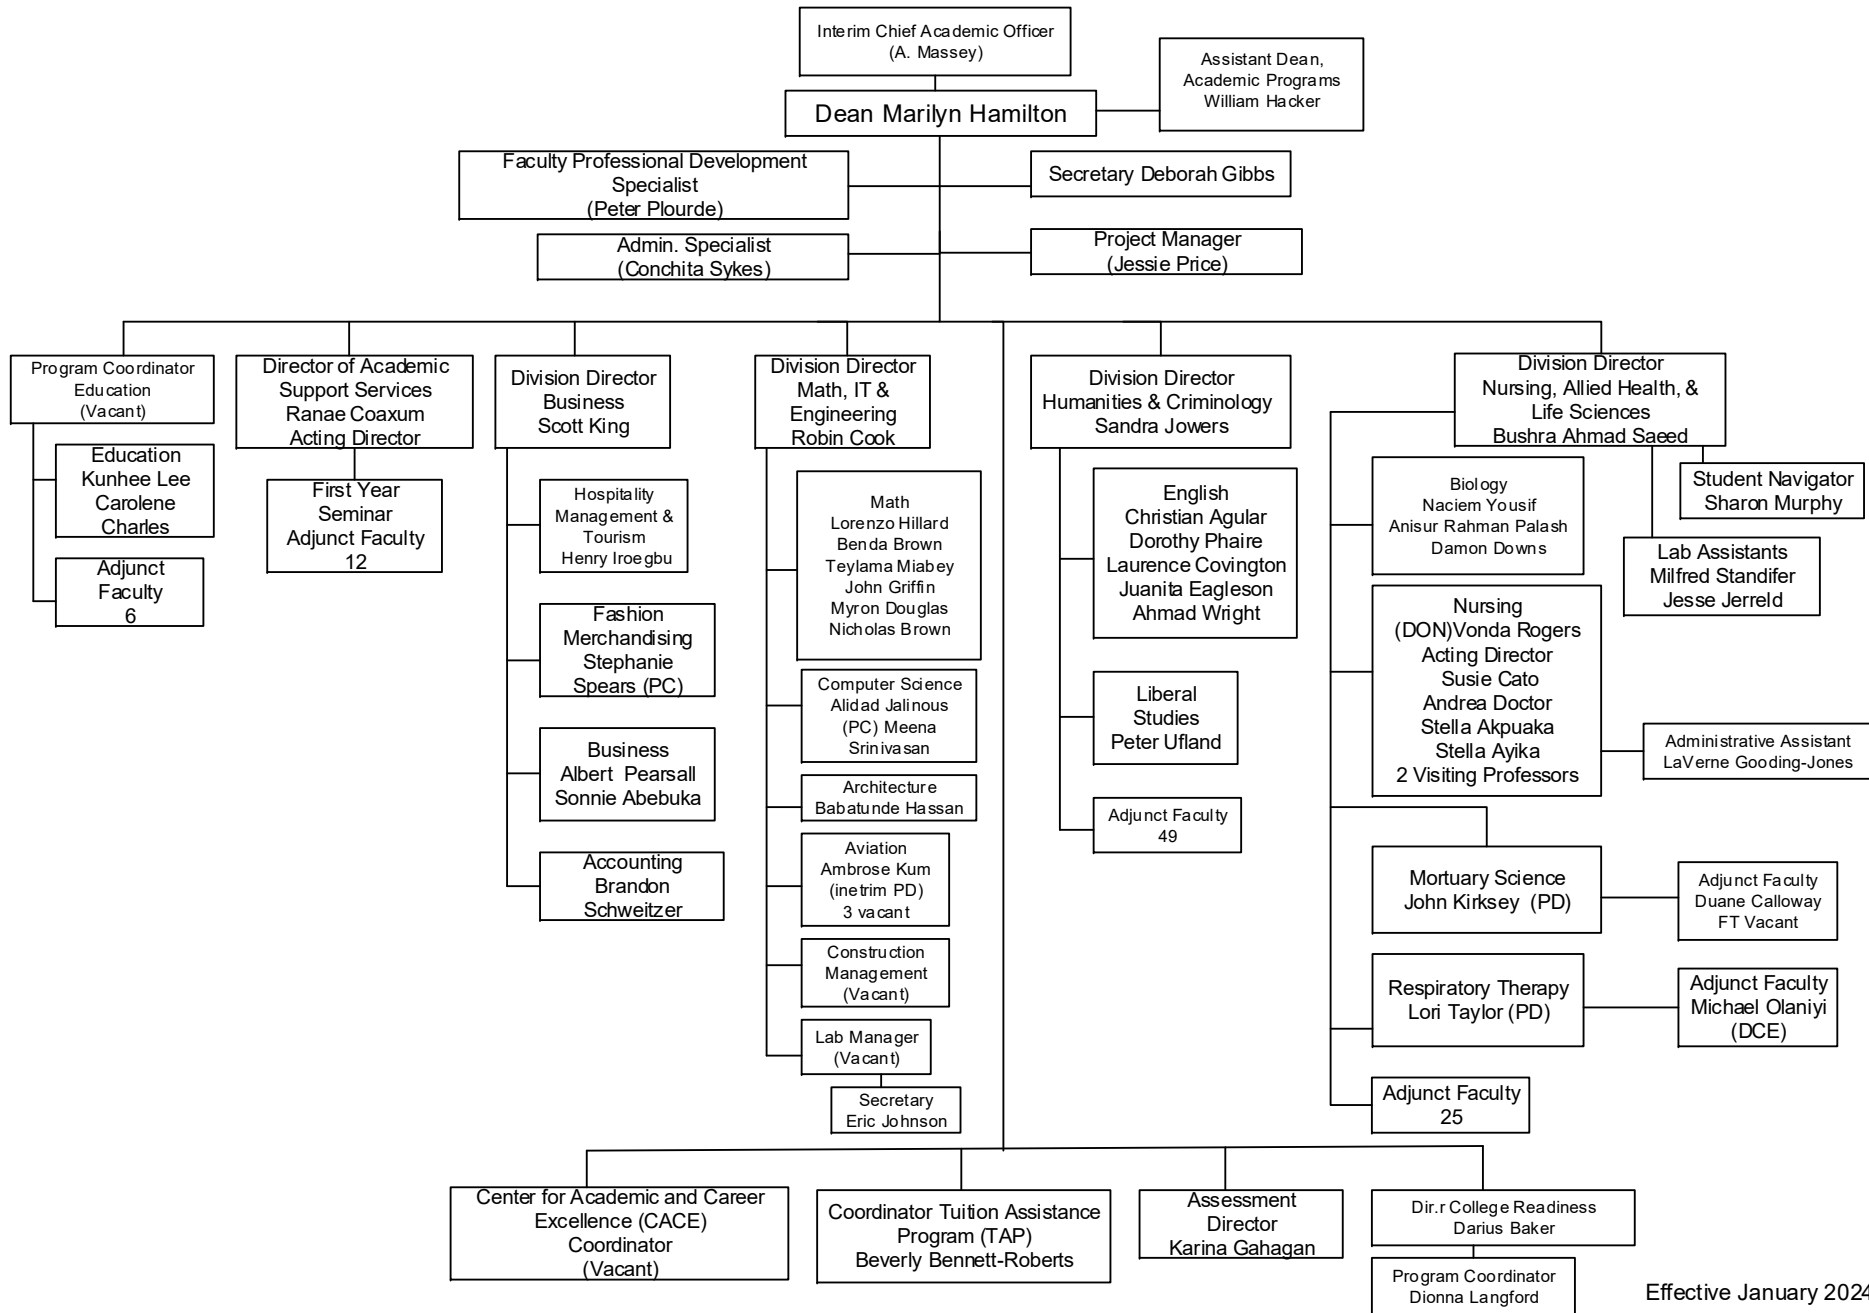 Interim Chief Academic Officer
(A. Massey)
Assistant Dean,
Academic Programs
William Hacker
Dean Marilyn Hamilton
Faculty Professional Development
Specialist
(Peter Plourde)
Secretary Deborah Gibbs
Admin. Specialist
(Conchita Sykes)
Project Manager
(Jessie Price)
Program Coordinator
Education
(Vacant)
Education
Kunhee Lee
Carolene
Charles
Adjunct
Faculty
6
Director of Academic
Support Services
Ranae Coaxum
Acting Director
First Year
Seminar
Adjunct Faculty
12
Division Director
Business
Scott King
Hospitality
Management &
Tourism
Henry Iroegbu
Fashion
Merchandising
Stephanie
Spears (PC)
Business
Albert Pearsall
Sonnie Abebuka
Accounting
Brandon
Schweitzer
Division Director
Math, IT &
Engineering
Robin Cook
Math
Lorenzo Hillard
Benda Brown
Teylama Miabey
John Griffin
Myron Douglas
Nicholas Brown
Computer Science
Alidad Jalinous
(PC) Meena
Srinivasan
Architecture
Babatunde Hassan
Aviation
Ambrose Kum
(inetrim PD)
3 vacant
Construction
Management
(Vacant)
Lab Manager
(Vacant)
Secretary
Eric Johnson
Division Director
Humanities & Criminology
Sandra Jowers
English
Christian Agular
Dorothy Phaire
Laurence Covington
Juanita Eagleson
Ahmad Wright
Liberal
Studies
Peter Ufland
Adjunct Faculty
49
Division Director
Nursing, Allied Health, &
Life Sciences
Bushra Ahmad Saeed
Student Navigator
Sharon Murphy
Lab Assistants
Milfred Standifer
Jesse Jerreld
Biology
Naciem Yousif
Anisur Rahman Palash
Damon Downs
Nursing
(DON)Vonda Rogers
Acting Director
Susie Cato
Andrea Doctor
Stella Akpuaka
Stella Ayika
2 Visiting Professors
Administrative Assistant
LaVerne Gooding-Jones
Mortuary Science
John Kirksey (PD)
Adjunct Faculty
Duane Calloway
FT Vacant
Respiratory Therapy
Lori Taylor (PD)
Adjunct Faculty
Michael Olaniyi
(DCE)
Adjunct Faculty
25
Center for Academic and Career
Excellence (CACE)
Coordinator
(Vacant)
Coordinator Tuition Assistance
Program (TAP)
Beverly Bennett-Roberts
Assessment
Director
Karina Gahagan
Dir.r College Readiness
Darius Baker
Program Coordinator
Dionna Langford
Effective January 2024